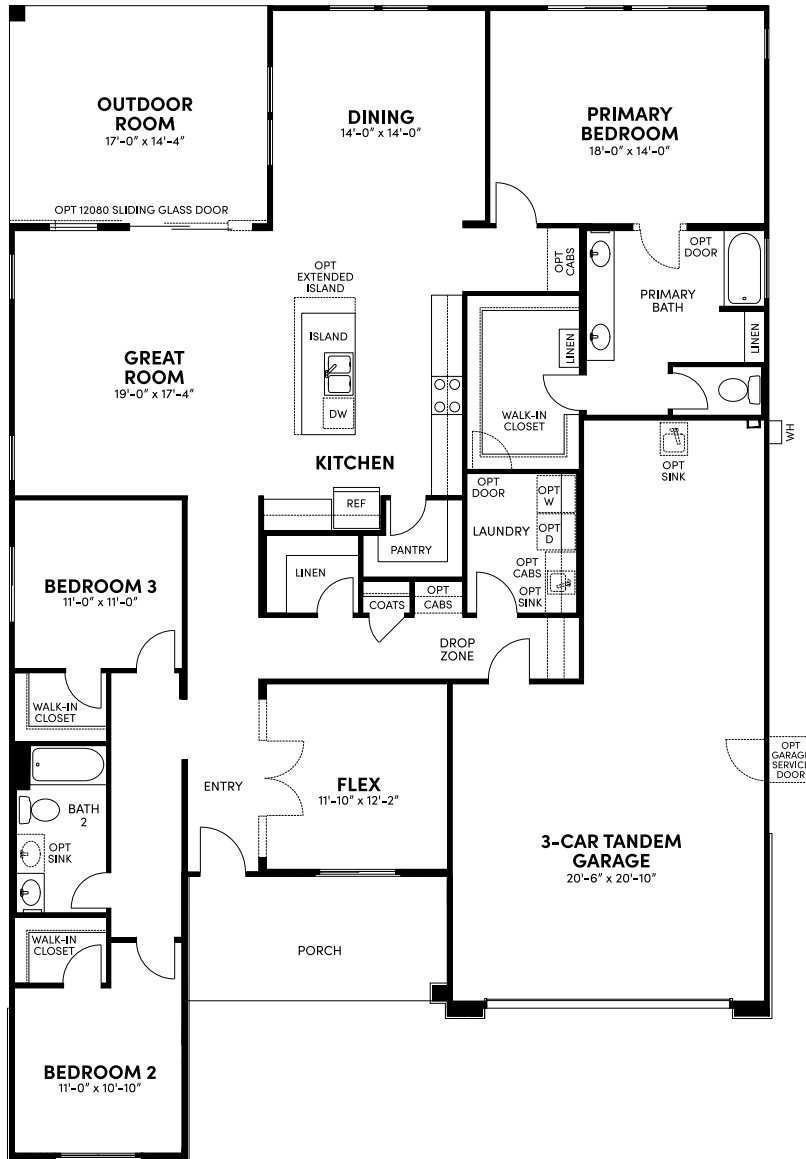 OUTDOOR
ROOM
17'-0" x 14'-4"
DINING
14'-0" x 14'-0"
PRIMARY
BEDROOM
18'-0" x 14'-0"
OPT 12080 SLIDING GLASS DOOR
OPT
EXTENDED
ISLAND
ISLAND
DW
OPT
CABS
OPT
DOOR
PRIMARY
BATH
LINEN
LINEN
GREAT
ROOM
19'-0" x 17'-4"
WALK-IN
CLOSET
KITCHEN
WH
OPT
SINK
REF
PANTRY
OPT
DOOR
OPT
W
LAUNDRY
OPT
D
OPT
CABS
OPT
SINK
LINEN
COATS
OPT
CABS
BEDROOM 3
11'-0" x 11'-0"
DROP
ZONE
WALK-IN
CLOSET
ENTRY
FLEX
11'-10" x 12'-2"
OPT
GARAGE
SERVICE
DOOR
BATH
2
OPT
SINK
3-CAR TANDEM
GARAGE
20'-6" x 20'-10"
WALK-IN
CLOSET
PORCH
BEDROOM 2
11'-0" x 10'-10"